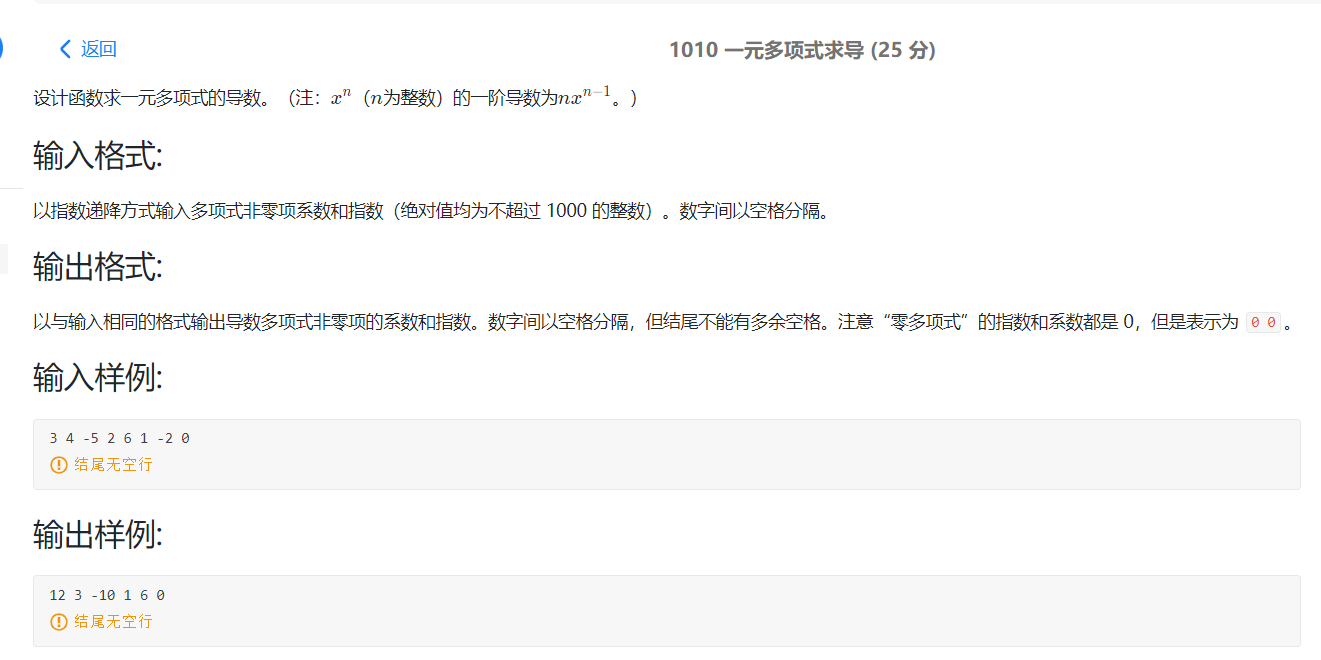 返回
1010 一元多项式求导 (25 分)
设计函数求一元多项式的导数。（注：xⁿ（n为整数）的一阶导数为nxⁿ⁻¹。）
输入格式:
以指数递降方式输入多项式非零项系数和指数（绝对值均为不超过 1000 的整数）。数字间以空格分隔。
输出格式:
以与输入相同的格式输出导数多项式非零项的系数和指数。数字间以空格分隔，但结尾不能有多余空格。注意“零多项式”的指数和系数都是 0，但是表示为 0 0 。
输入样例:
3 4 -5 2 6 1 -2 0
结尾无空行
输出样例:
12 3 -10 1 6 0
结尾无空行